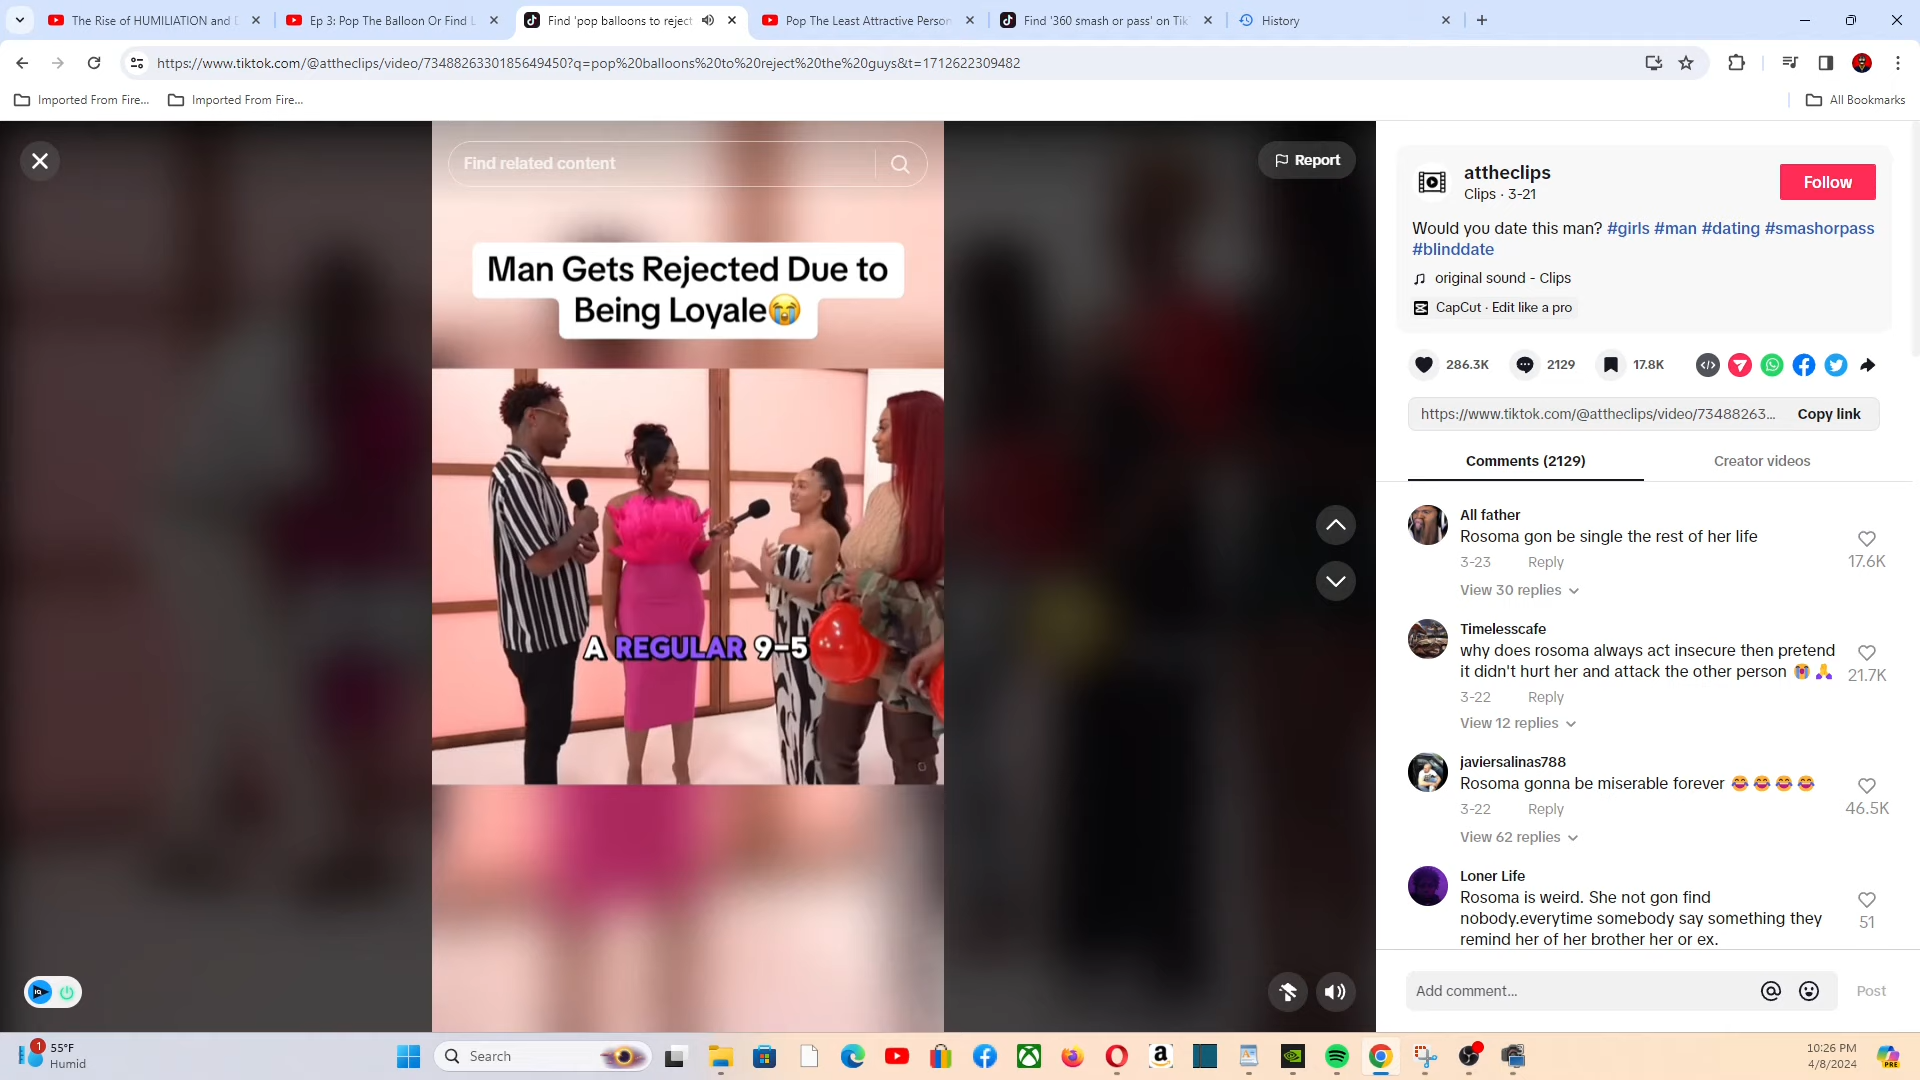 The Rise of HUMILIATION and
Ep 3: Pop The Balloon Or Find L
Find 'pop balloons to reject
Pop The Least Attractive Person
Find '360 smash or pass' on Tik
History
https://www.tiktok.com/@attheclips/video/7348826330185649450?q=pop%20balloons%20to%20reject%20the%20guys&t=1712622309482
Imported From Fire...
Imported From Fire...
All Bookmarks
Find related content
Report
Man Gets Rejected Due to
Being Loyale😭
A REGULAR 9-5
attheclips
Clips · 3-21
Follow
Would you date this man? #girls #man #dating #smashorpass
#blinddate
original sound - Clips
CapCut · Edit like a pro
286.3K
2129
17.8K
https://www.tiktok.com/@attheclips/video/73488263...
Copy link
Comments (2129)
Creator videos
All father
Rosoma gon be single the rest of her life
3-23
Reply
17.6K
View 30 replies
Timelesscafe
why does rosoma always act insecure then pretend
it didn't hurt her and attack the other person 😭🙏
21.7K
3-22
Reply
View 12 replies
javiersalinas788
Rosoma gonna be miserable forever 😂😂😂😂
3-22
Reply
46.5K
View 62 replies
Loner Life
Rosoma is weird. She not gon find
nobody.everytime somebody say something they
remind her of her brother her or ex.
51
Add comment...
Post
1
55°F
Humid
Search
10:26 PM
4/8/2024